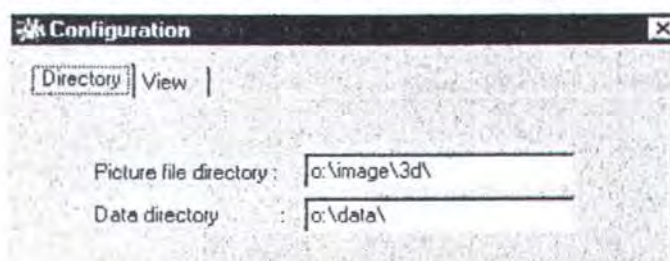 Configuration
Directory View
Picture file directory : o:\image\3d\
Data directory : o:\data\